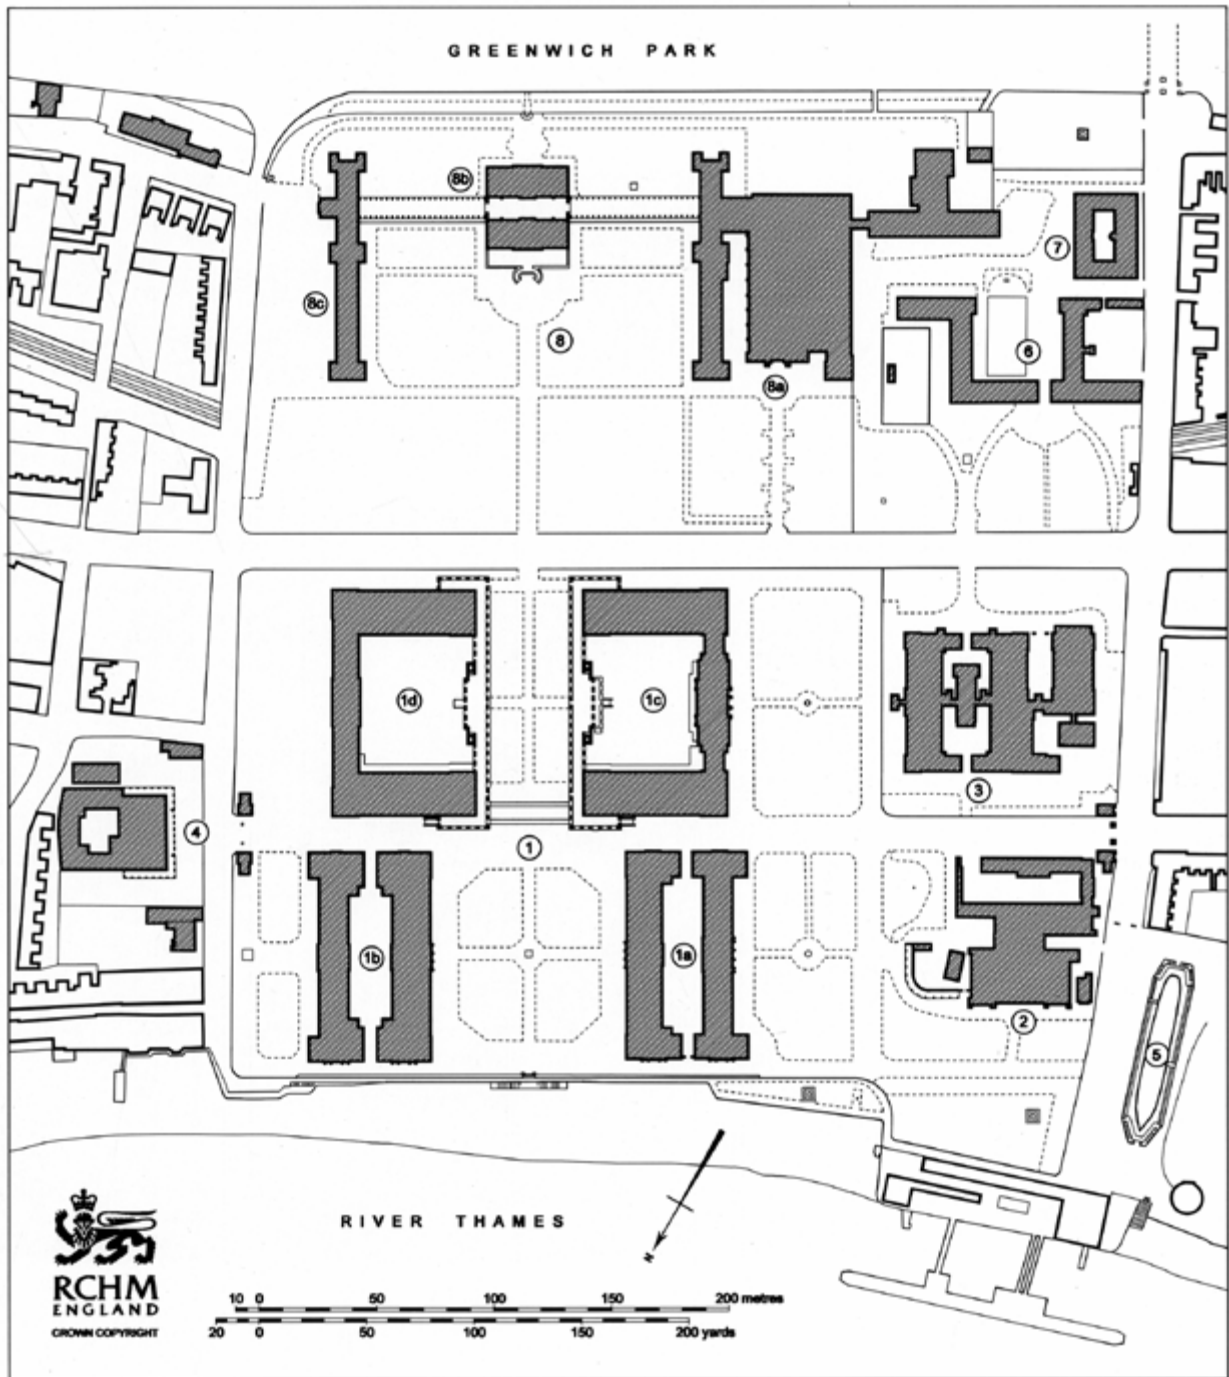 GREENWICH PARK
8b
7
8c
8
6
8a
1d
1c
3
4
1
1b
1a
2
5
N
RIVER THAMES
RCHM
ENGLAND
CROWN COPYRIGHT
10 0 50 100 150 200 metres
20 0 50 100 150 200 yards